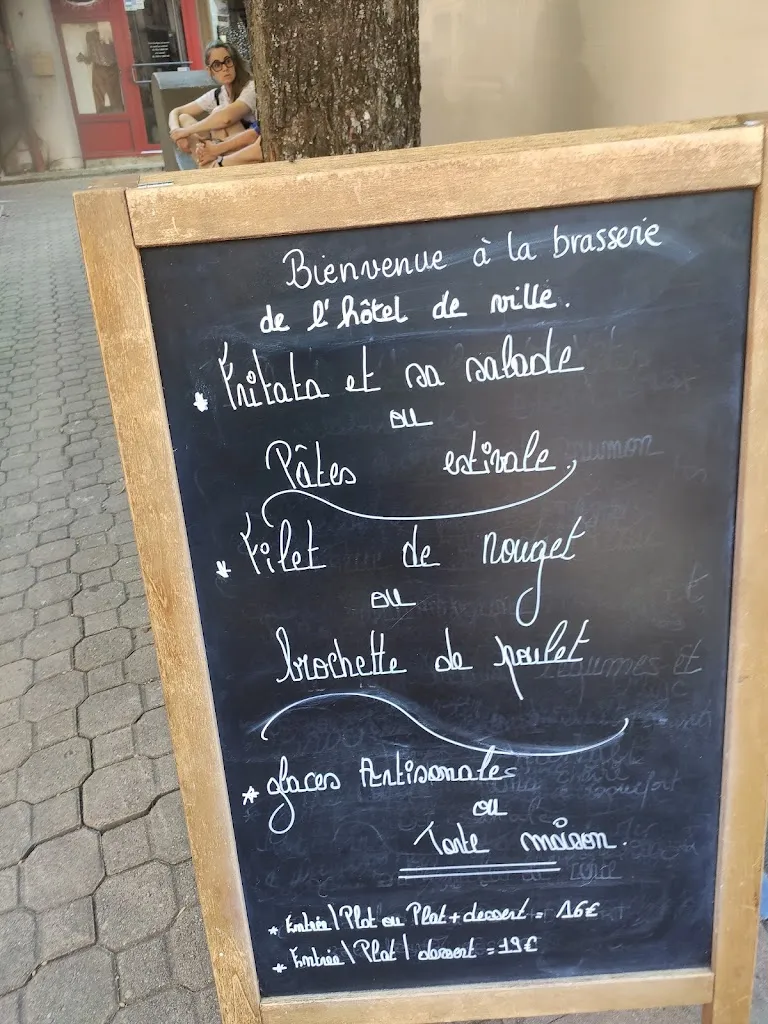 Bienvenue à la brasserie
de l'hôtel de ville.
* Fritata et sa salade
ou
Pâtes estivale.
* Filet de rouget
ou
brochette de poulet
* glaces Artisanales
ou
Tarte maison.
* Entrée / Plat ou Plat + dessert = 16€
* Entrée / Plat / dessert = 19€